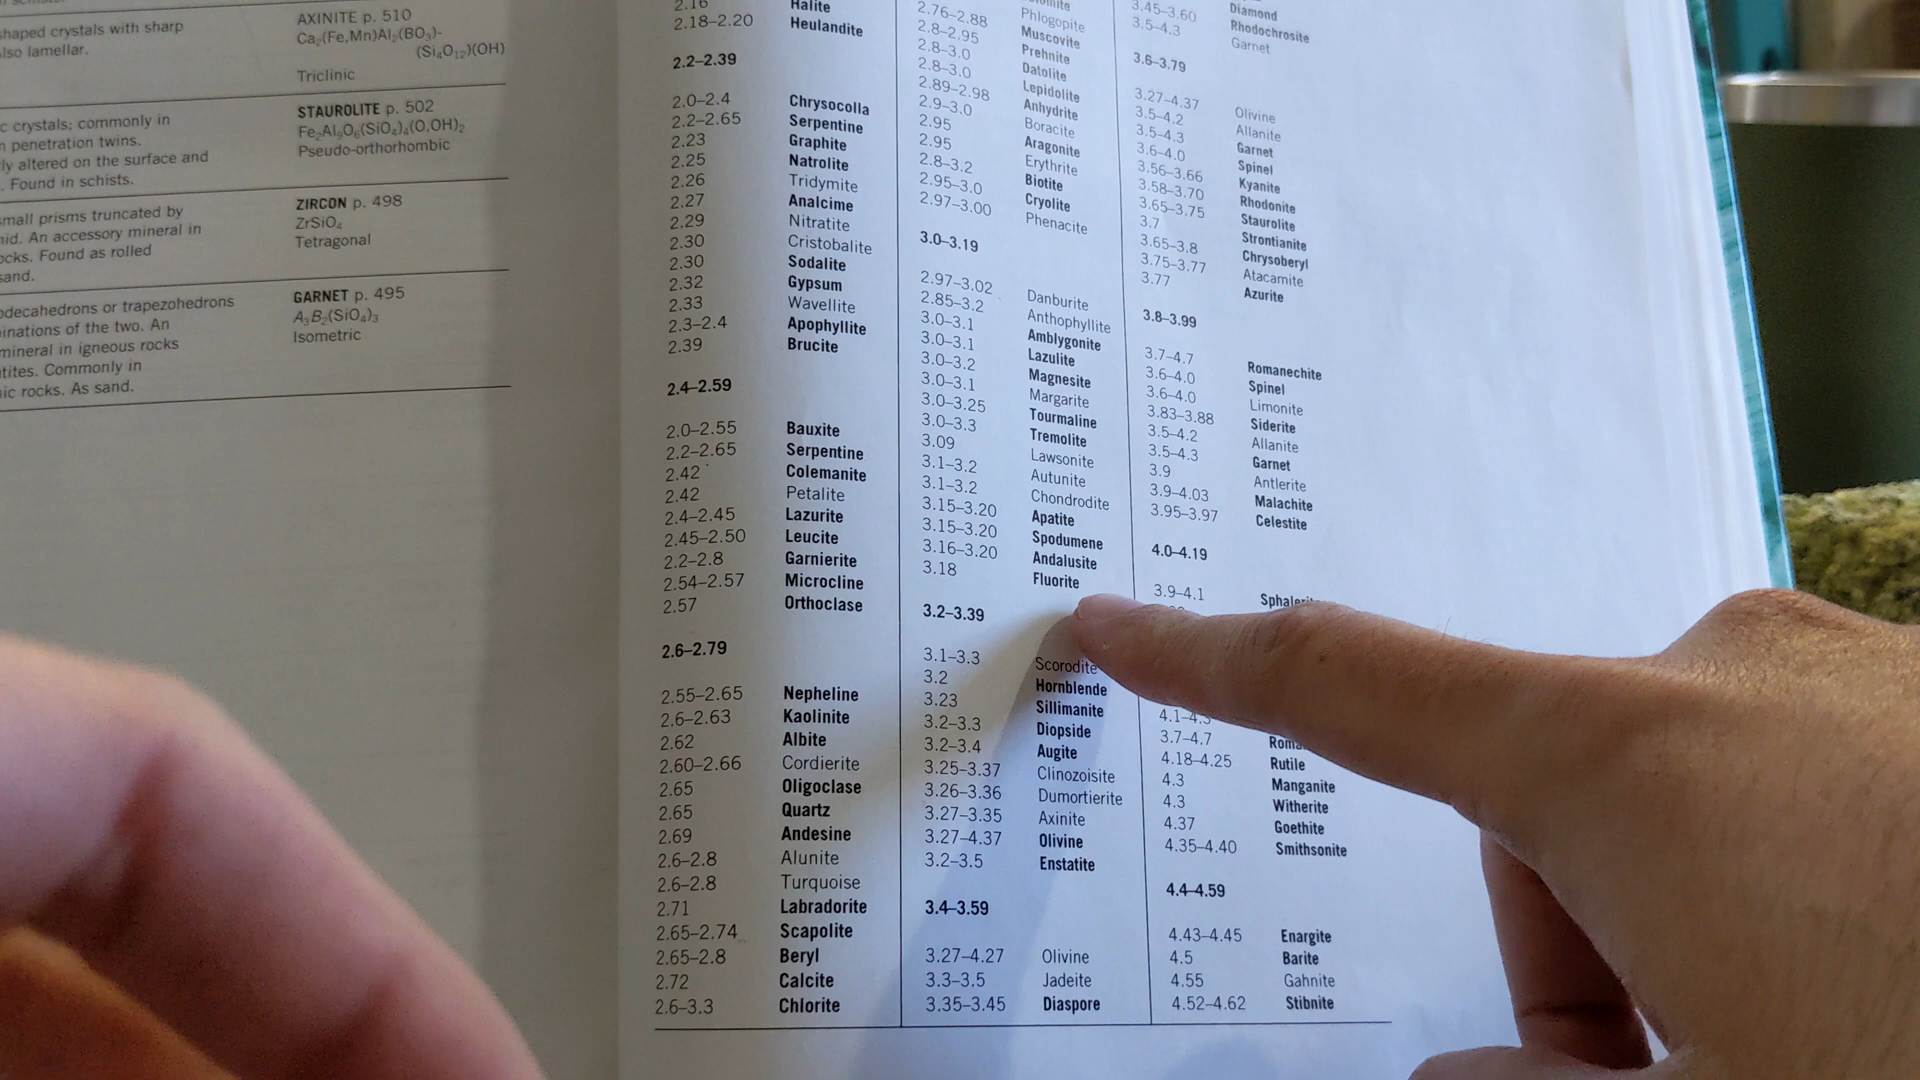 AXINITE p. 510
shaped crystals with sharp
Ca₂(Fe,Mn)Al₂(BO₃)-
lso lamellar.
(Si₄O₁₂)(OH)
Triclinic
STAUROLITE p. 502
c crystals; commonly in
Fe₂Al₉O₆(SiO₄)₄(O,OH)₂
penetration twins.
Pseudo-orthorhombic
ly altered on the surface and
. Found in schists.
ZIRCON p. 498
small prisms truncated by
ZrSiO₄
mid. An accessory mineral in
Tetragonal
ocks. Found as rolled
sand.
GARNET p. 495
odecahedrons or trapezohedrons
A₃B₂(SiO₄)₃
inations of the two. An
Isometric
mineral in igneous rocks
tites. Commonly in
ic rocks. As sand.
2.16 Halite
2.18–2.20 Heulandite
2.2–2.39
2.0–2.4 Chrysocolla
2.2–2.65 Serpentine
2.23 Graphite
2.25 Natrolite
2.26 Tridymite
2.27 Analcime
2.29 Nitratite
2.30 Cristobalite
2.30 Sodalite
2.32 Gypsum
2.33 Wavellite
2.3–2.4 Apophyllite
2.39 Brucite
2.4–2.59
2.0–2.55 Bauxite
2.2–2.65 Serpentine
2.42 Colemanite
2.42 Petalite
2.4–2.45 Lazurite
2.45–2.50 Leucite
2.2–2.8 Garnierite
2.54–2.57 Microcline
2.57 Orthoclase
2.6–2.79
2.55–2.65 Nepheline
2.6–2.63 Kaolinite
2.62 Albite
2.60–2.66 Cordierite
2.65 Oligoclase
2.65 Quartz
2.69 Andesine
2.6–2.8 Alunite
2.6–2.8 Turquoise
2.71 Labradorite
2.65–2.74 Scapolite
2.65–2.8 Beryl
2.72 Calcite
2.6–3.3 Chlorite
Phlogopite
2.76–2.88 Muscovite
2.8–2.95 Prehnite
2.8–3.0 Datolite
2.8–3.0 Lepidolite
2.89–2.98 Anhydrite
2.9–3.0 Boracite
2.95 Aragonite
2.95 Erythrite
2.8–3.2 Biotite
2.95–3.0 Cryolite
2.97–3.00 Phenacite
3.0–3.19
2.97–3.02 Danburite
2.85–3.2 Anthophyllite
3.0–3.1 Amblygonite
3.0–3.1 Lazulite
3.0–3.2 Magnesite
3.0–3.1 Margarite
3.0–3.25 Tourmaline
3.0–3.3 Tremolite
3.09 Lawsonite
3.1–3.2 Autunite
3.1–3.2 Chondrodite
3.15–3.20 Apatite
3.15–3.20 Spodumene
3.16–3.20 Andalusite
3.18 Fluorite
3.2–3.39
3.1–3.3 Scorodite
3.2 Hornblende
3.23 Sillimanite
3.2–3.3 Diopside
3.2–3.4 Augite
3.25–3.37 Clinozoisite
3.26–3.36 Dumortierite
3.27–3.35 Axinite
3.27–4.37 Olivine
3.2–3.5 Enstatite
3.4–3.59
3.27–4.27 Olivine
3.3–3.5 Jadeite
3.35–3.45 Diaspore
Diamond
3.45–3.60 Rhodochrosite
3.5–4.3 Garnet
3.6–3.79
3.27–4.37 Olivine
3.5–4.2 Allanite
3.5–4.3 Garnet
3.6–4.0 Spinel
3.56–3.66 Kyanite
3.58–3.70 Rhodonite
3.65–3.75 Staurolite
3.7 Strontianite
3.65–3.8 Chrysoberyl
3.75–3.77 Atacamite
3.77 Azurite
3.8–3.99
3.7–4.7 Romanechite
3.6–4.0 Spinel
3.6–4.0 Limonite
3.83–3.88 Siderite
3.5–4.2 Allanite
3.5–4.3 Garnet
3.9 Antlerite
3.9–4.03 Malachite
3.95–3.97 Celestite
4.0–4.19
3.9–4.1 Sphalerite
4.1–4.3
3.7–4.7 Roma
4.18–4.25 Rutile
4.3 Manganite
4.3 Witherite
4.37 Goethite
4.35–4.40 Smithsonite
4.4–4.59
4.43–4.45 Enargite
4.5 Barite
4.55 Gahnite
4.52–4.62 Stibnite